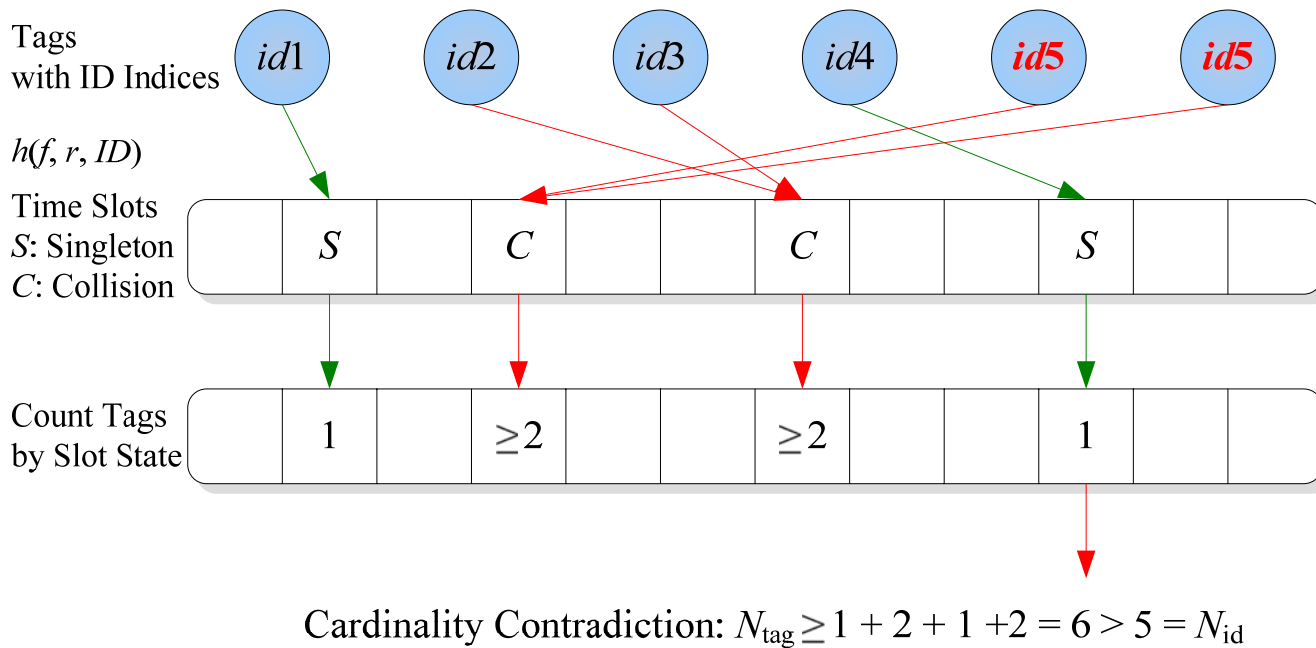 Tags
with ID Indices
id1 id2 id3 id4 id5 id5
h(f, r, ID)
Time Slots
S: Singleton
C: Collision
S C C S
Count Tags
by Slot State
1 ≥2 ≥2 1
Cardinality Contradiction: Ntag ≥ 1 + 2 + 1 +2 = 6 > 5 = Nid